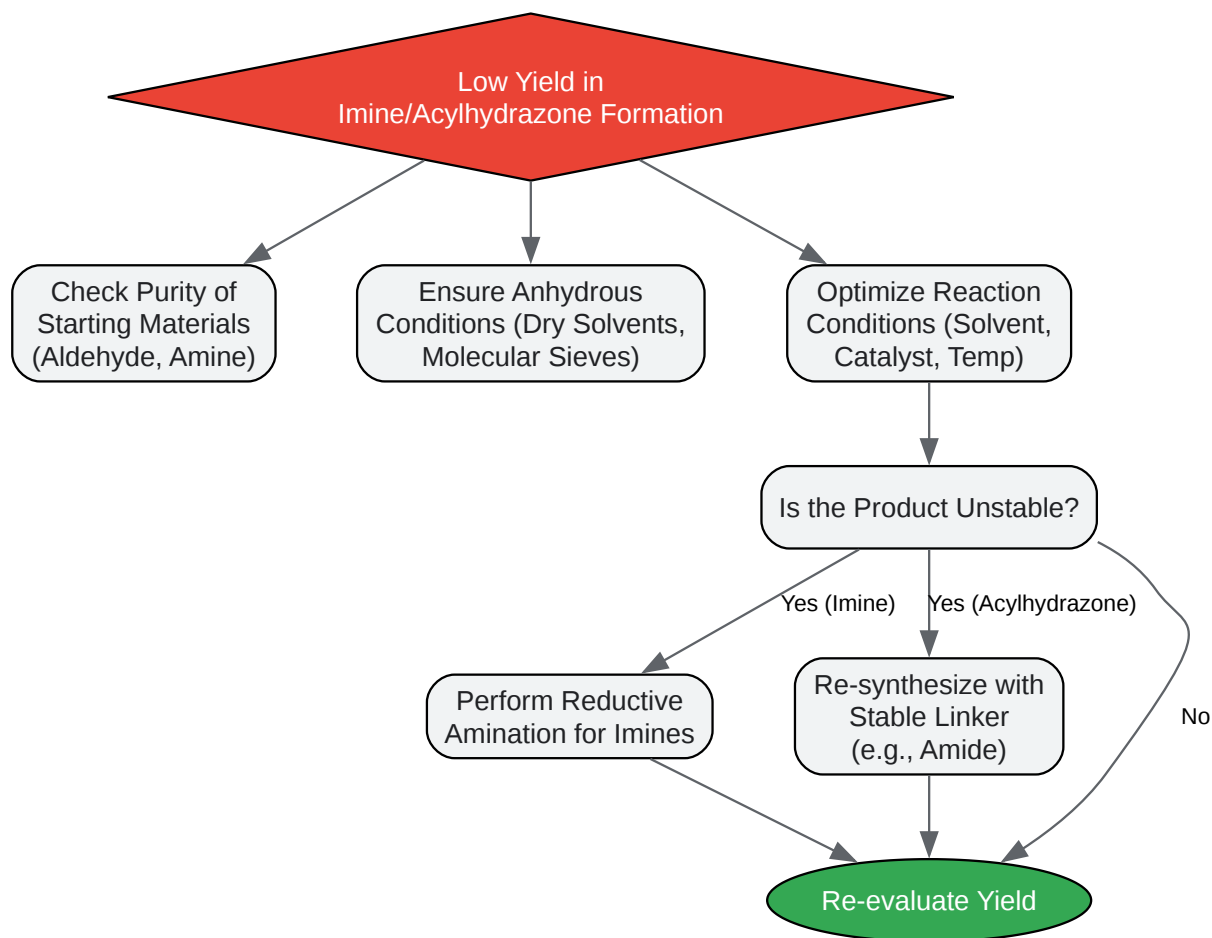 Low Yield in
Imine/Acylhydrazone Formation
Check Purity of
Starting Materials
(Aldehyde, Amine)
Ensure Anhydrous
Conditions (Dry Solvents,
Molecular Sieves)
Optimize Reaction
Conditions (Solvent,
Catalyst, Temp)
Is the Product Unstable?
Yes (Imine)
Yes (Acylhydrazone)
No
Perform Reductive
Amination for Imines
Re-synthesize with
Stable Linker
(e.g., Amide)
Re-evaluate Yield